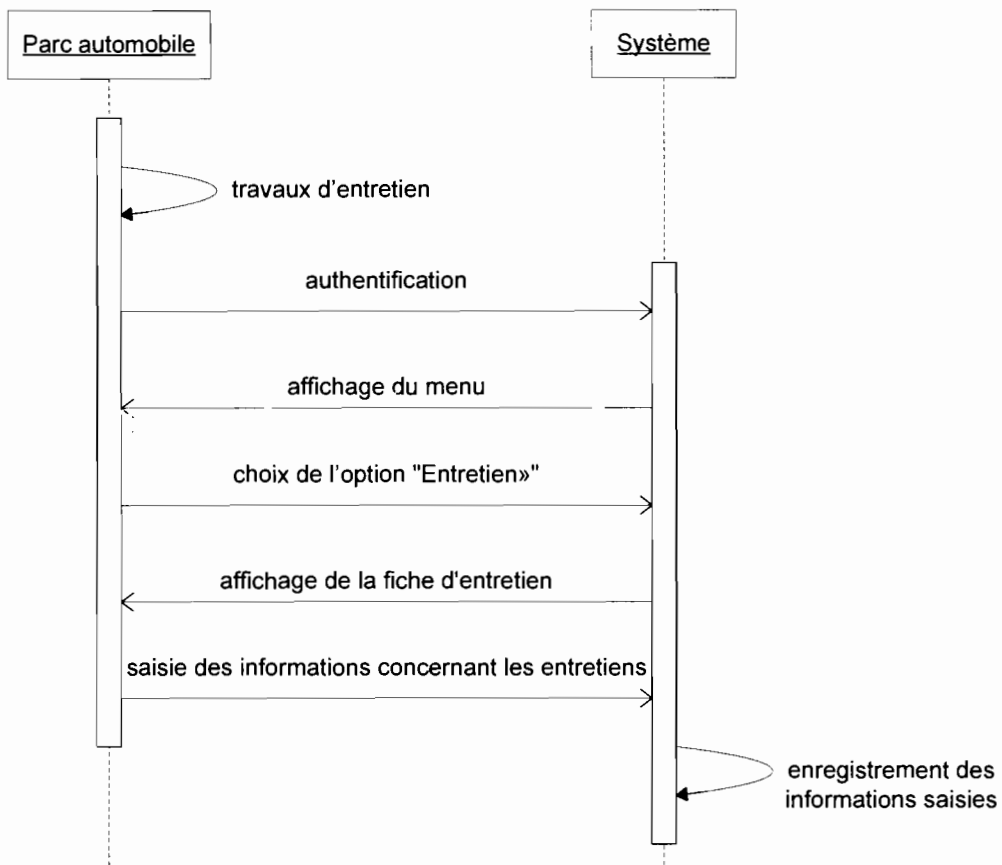 Parc automobile
Système
travaux d'entretien
authentification
affichage du menu
choix de l'option "Entretien»"
affichage de la fiche d'entretien
saisie des informations concernant les entretiens
enregistrement des
informations saisies